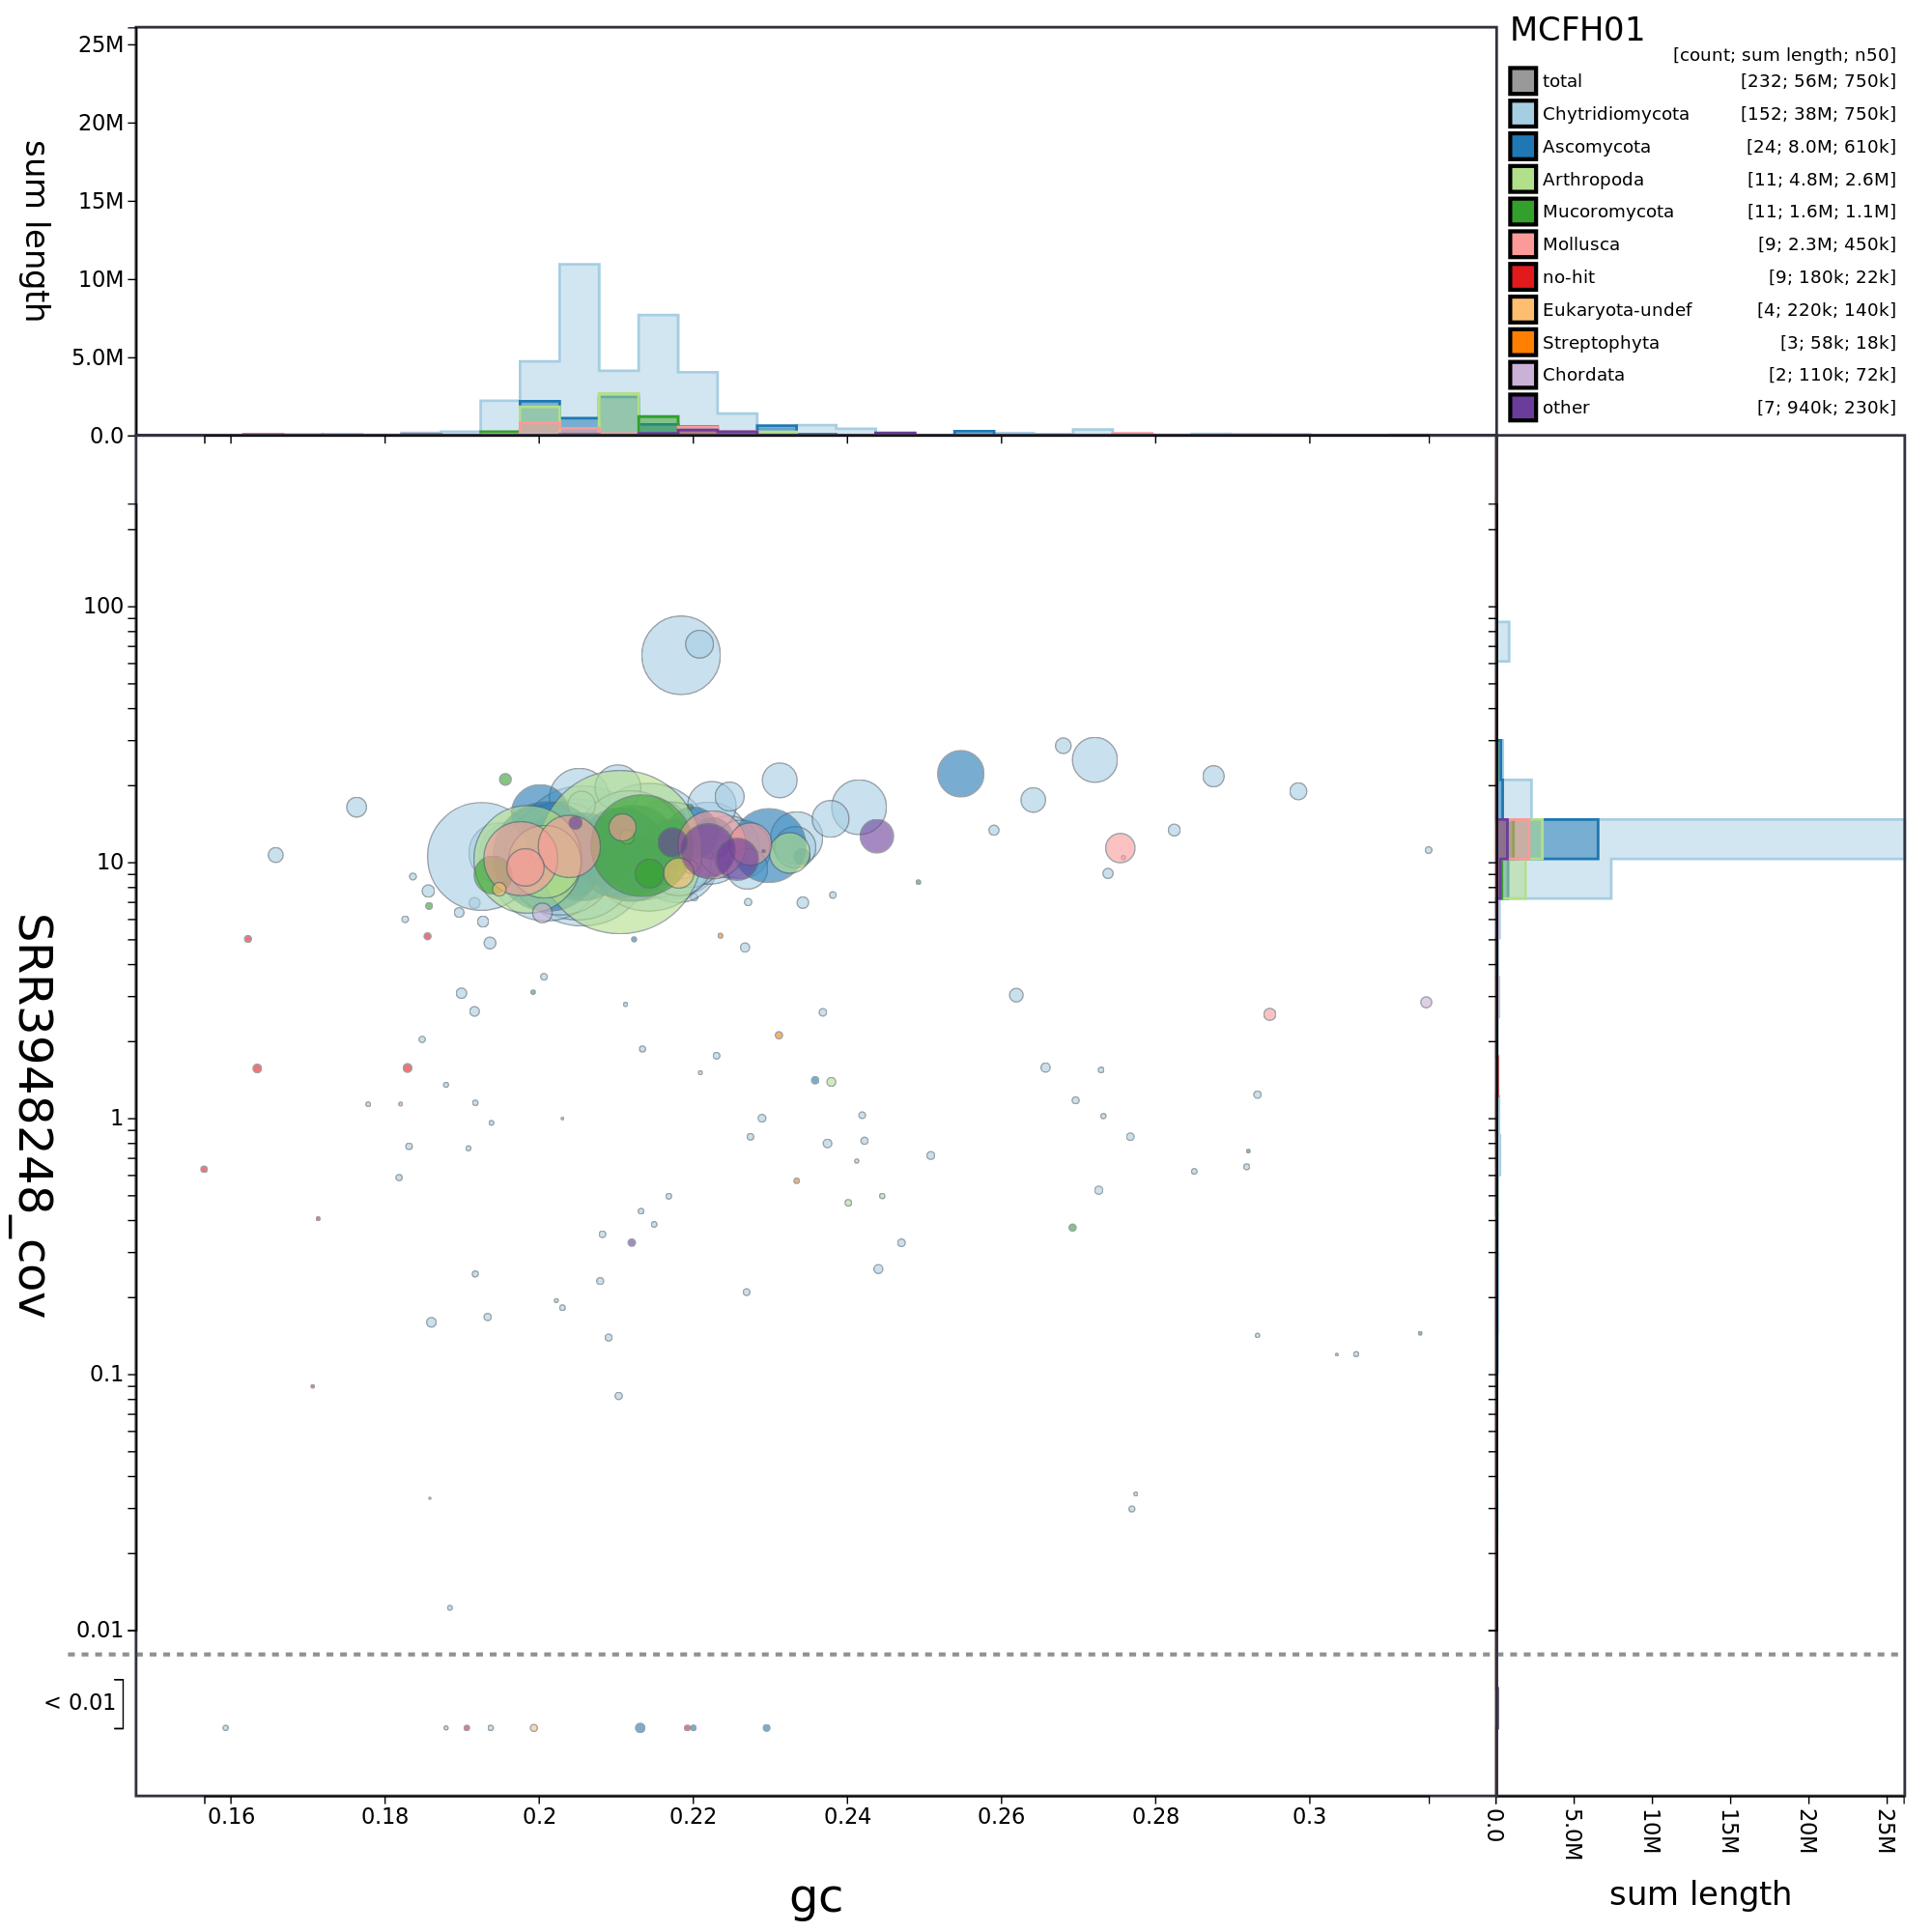 MCFH01
[count; sum length; n50]
total [232; 56M; 750k]
Chytridiomycota [152; 38M; 750k]
Ascomycota [24; 8.0M; 610k]
Arthropoda [11; 4.8M; 2.6M]
Mucoromycota [11; 1.6M; 1.1M]
Mollusca [9; 2.3M; 450k]
no-hit [9; 180k; 22k]
Eukaryota-undef [4; 220k; 140k]
Streptophyta [3; 58k; 18k]
Chordata [2; 110k; 72k]
other [7; 940k; 230k]
sum length
25M
20M
15M
10M
5.0M
0.0
SRR3948248_cov
100
10
1
0.1
0.01
< 0.01
0.16
0.18
0.2
0.22
0.24
0.26
0.28
0.3
gc
0.0
5.0M
10M
15M
20M
25M
sum length